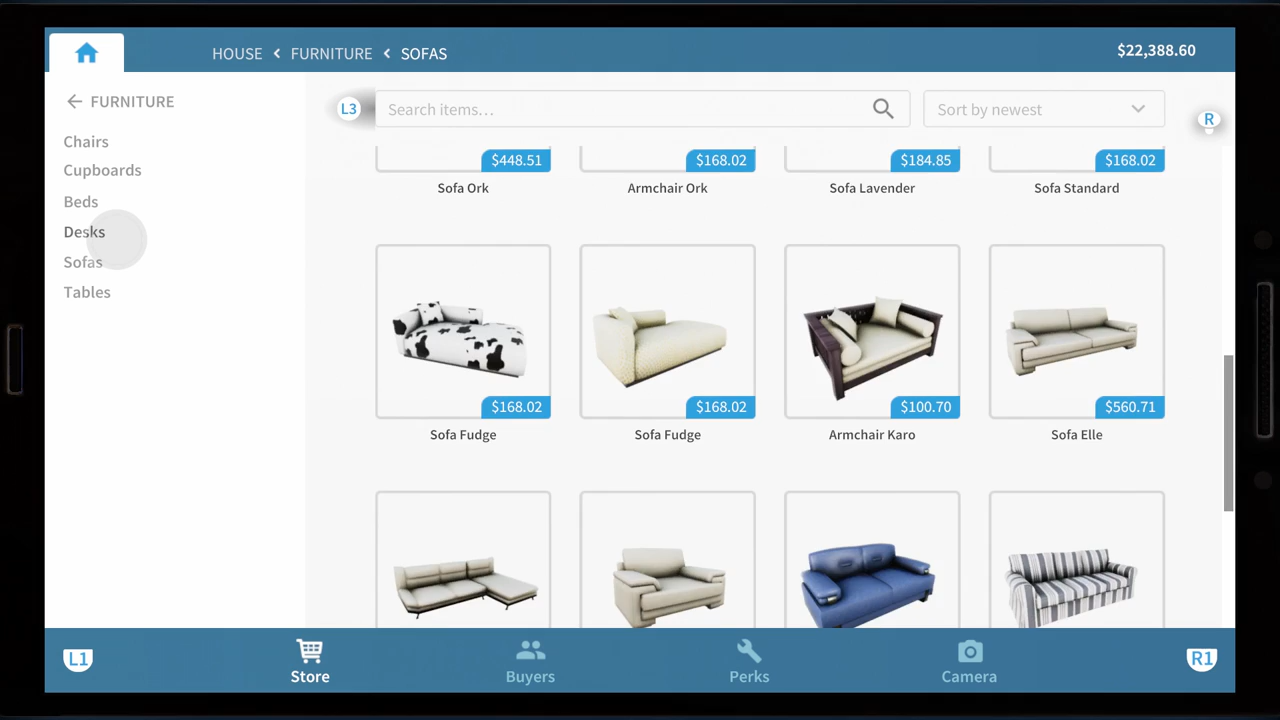 HOUSE < FURNITURE < SOFAS
$22,388.60
FURNITURE
Chairs
Cupboards
Beds
Desks
Sofas
Tables
L3
Search items...
Sort by newest
R
$448.51
$168.02
$184.85
$168.02
Sofa Ork
Armchair Ork
Sofa Lavender
Sofa Standard
$168.02
$168.02
$100.70
$560.71
Sofa Fudge
Sofa Fudge
Armchair Karo
Sofa Elle
L1
Store
Buyers
Perks
Camera
R1